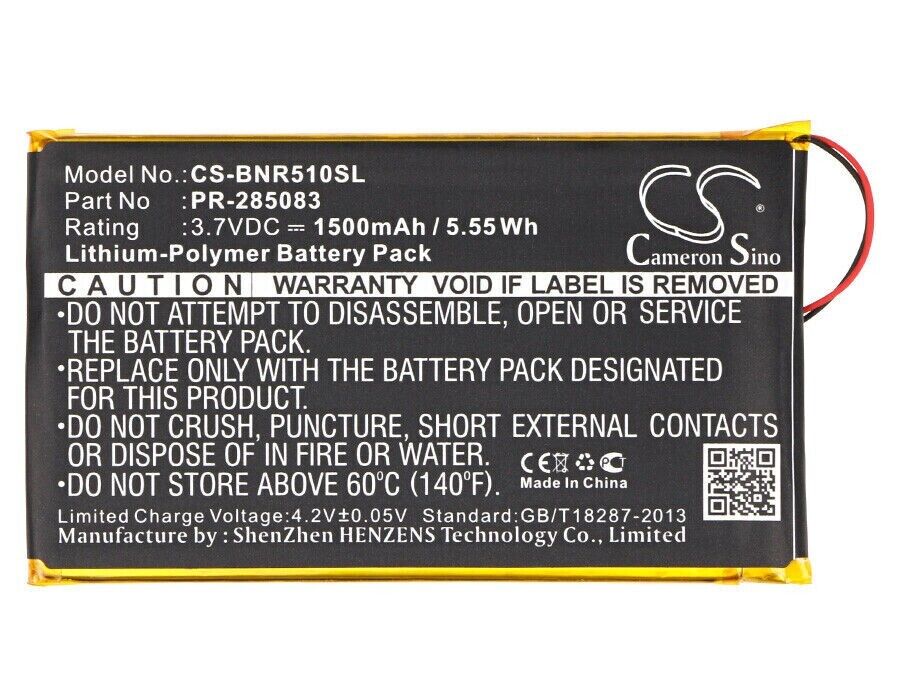 Model No.: CS-BNR510SL
Part No : PR-285083
Rating : 3.7VDC ⎓ 1500mAh / 5.55Wh
Lithium-Polymer Battery Pack
CS
®
Cameron Sino
CAUTION WARRANTY VOID IF LABEL IS REMOVED
•DO NOT ATTEMPT TO DISASSEMBLE, OPEN OR SERVICE
THE BATTERY PACK.
•REPLACE ONLY WITH THE BATTERY PACK DESIGNATED
FOR THIS PRODUCT.
•DO NOT CRUSH, PUNCTURE, SHORT EXTERNAL CONTACTS
OR DISPOSE OF IN FIRE OR WATER.
•DO NOT STORE ABOVE 60°C (140°F).
CE PCT
Made In China
Limited Charge Voltage:4.2V±0.05V Standard:GB/T18287-2013
Manufacture by : ShenZhen HENZENS Technology Co., Limited